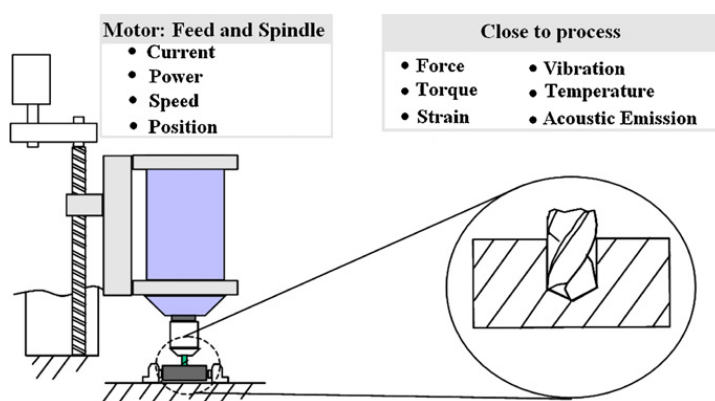 Motor: Feed and Spindle
• Current
• Power
• Speed
• Position
Close to process
• Force
• Torque
• Strain
• Vibration
• Temperature
• Acoustic Emission